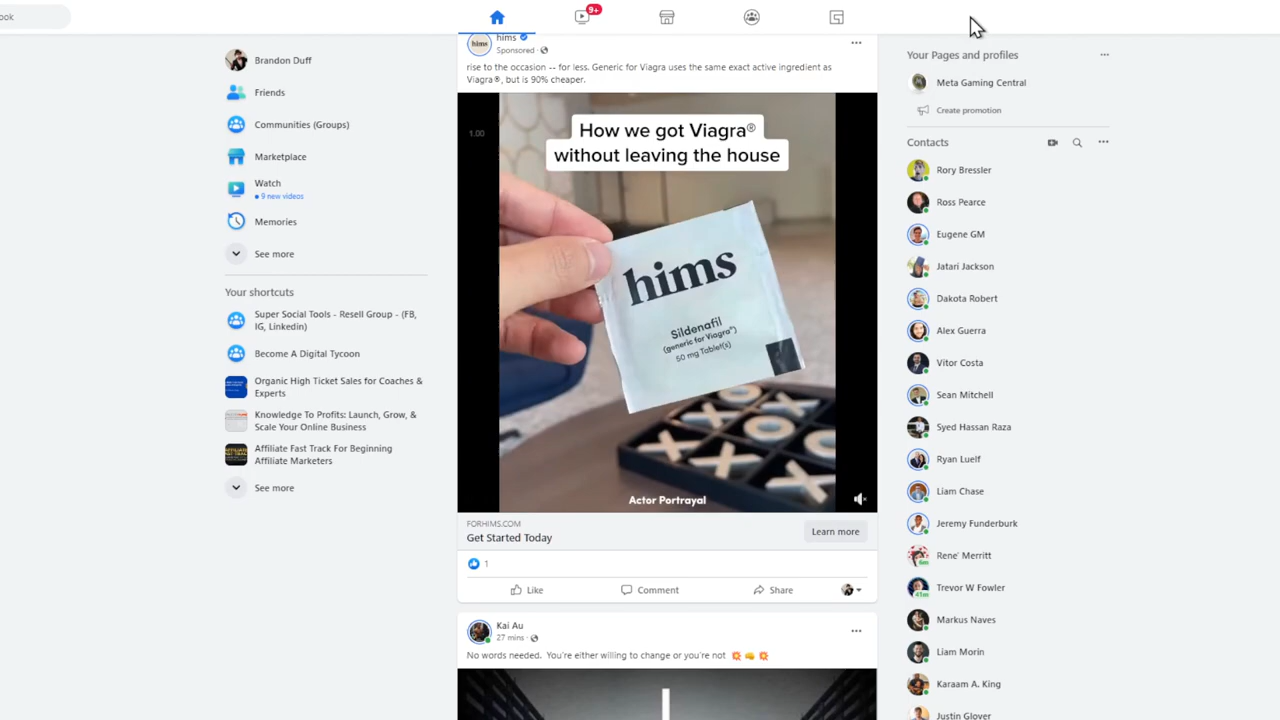 ook
9+
Brandon Duff
Friends
Communities (Groups)
Marketplace
Watch
9 new videos
Memories
See more
Your shortcuts
Super Social Tools - Resell Group - (FB,
IG, Linkedin)
Become A Digital Tycoon
Organic High Ticket Sales for Coaches &
Experts
Knowledge To Profits: Launch, Grow, &
Scale Your Online Business
Affiliate Fast Track For Beginning
Affiliate Marketers
See more
hims
hims
Sponsored
rise to the occasion -- for less. Generic for Viagra uses the same exact active ingredient as
Viagra®, but is 90% cheaper.
1.00
How we got Viagra®
without leaving the house
hims
Sildenafil
(generic for Viagra®)
50 mg Tablet(s)
Actor Portrayal
FORHIMS.COM
Get Started Today
Learn more
1
Like
Comment
Share
Kai Au
27 mins
No words needed. You're either willing to change or you're not
Your Pages and profiles
Meta Gaming Central
Create promotion
Contacts
Rory Bressler
Ross Pearce
Eugene GM
Jatari Jackson
Dakota Robert
Alex Guerra
Vitor Costa
Sean Mitchell
Syed Hassan Raza
Ryan Luelf
Liam Chase
Jeremy Funderburk
Rene' Merritt
6m
Trevor W Fowler
41m
Markus Naves
Liam Morin
Karaam A. King
Justin Glover